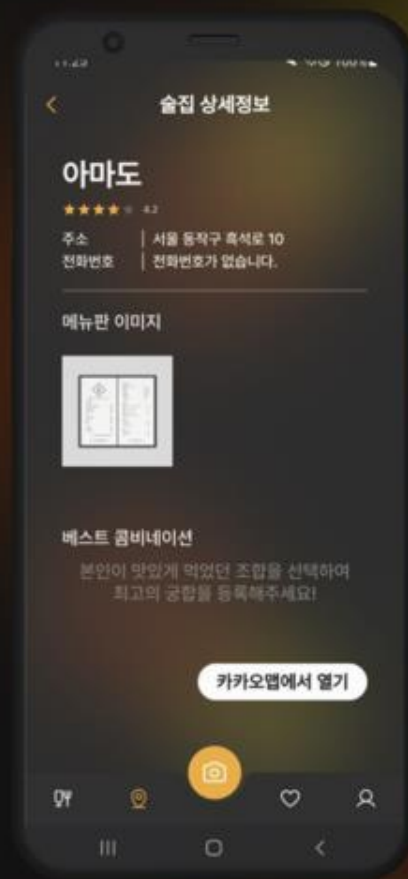 술집 상세정보
아마도
4.2
주소 | 서울 동작구 흑석로 10
전화번호 | 전화번호가 없습니다.
메뉴판 이미지
베스트 콤비네이션
본인이 맛있게 먹었던 조합을 선택하여
최고의 궁합을 등록해주세요!
카카오맵에서 열기